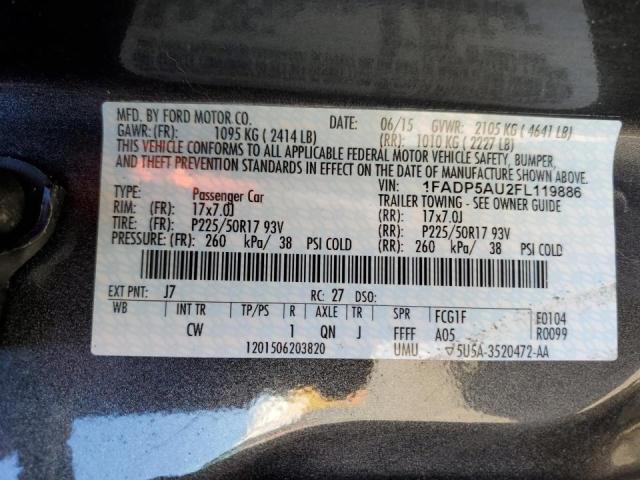 MFD. BY FORD MOTOR CO. DATE: 06/15 GVWR: 2105 KG ( 4641 LB)
GAWR: (FR): 1095 KG ( 2414 LB) (RR): 1010 KG ( 2227 LB)
THIS VEHICLE CONFORMS TO ALL APPLICABLE FEDERAL MOTOR VEHICLE SAFETY, BUMPER,
AND THEFT PREVENTION STANDARDS IN EFFECT ON THE DATE OF MANUFACTURE SHOWN ABOVE.
VIN: 1FADP5AU2FL119886
TYPE: Passenger Car TRAILER TOWING - SEE OWNER GUIDE
RIM: (FR): 17x7.0J (RR): 17x7.0J
TIRE: (FR): P225/50R17 93V (RR): P225/50R17 93V
PRESSURE: (FR): 260 kPa/ 38 PSI COLD (RR): 260 kPa/ 38 PSI COLD
EXT PNT: J7 RC: 27 DSO:
WB INT TR TP/PS R AXLE TR SPR FCG1F E0104
CW 1 QN J FFFF A05 R0099
1201506203820 UMU ▽5U5A-3520472-AA